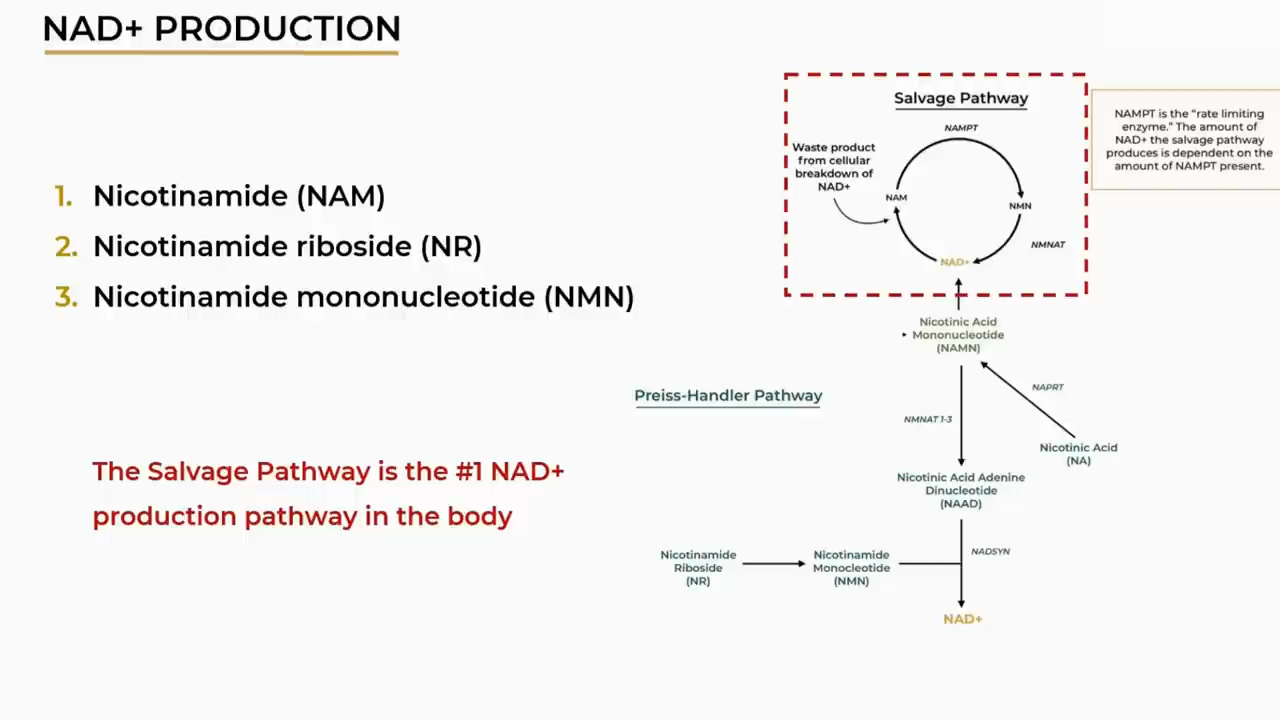 NAD+ PRODUCTION
1. Nicotinamide (NAM)
2. Nicotinamide riboside (NR)
3. Nicotinamide mononucleotide (NMN)
The Salvage Pathway is the #1 NAD+
production pathway in the body
Salvage Pathway
NAMPT
Waste product
from cellular
breakdown of
NAD+
NAM
NMN
NMNAT
NAD+
NAMPT is the “rate limiting
enzyme.” The amount of
NAD+ the salvage pathway
produces is dependent on the
amount of NAMPT present.
Nicotinic Acid
Mononucleotide
(NAMN)
Preiss-Handler Pathway
NAPRT
NMNAT 1-3
Nicotinic Acid
(NA)
Nicotinic Acid Adenine
Dinucleotide
(NAAD)
NADSYN
Nicotinamide
Riboside
(NR)
Nicotinamide
Monocleotide
(NMN)
NAD+